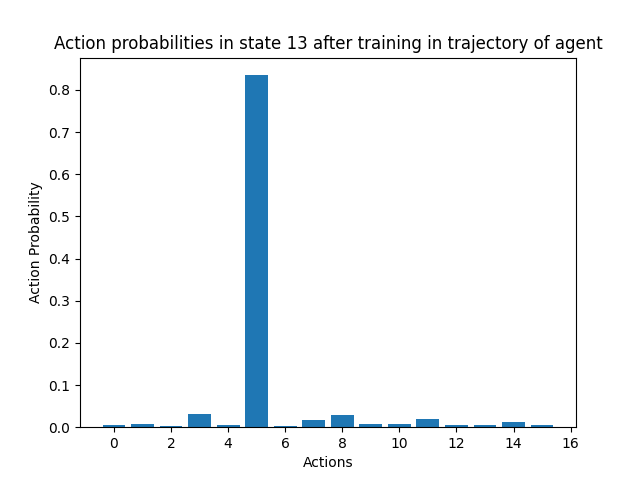 Action probabilities in state 13 after training in trajectory of agent
0.8
0.7
0.6
0.5
0.4
0.3
0.2
0.1
0.0
Action Probability
0 2 4 6 8 10 12 14 16
Actions